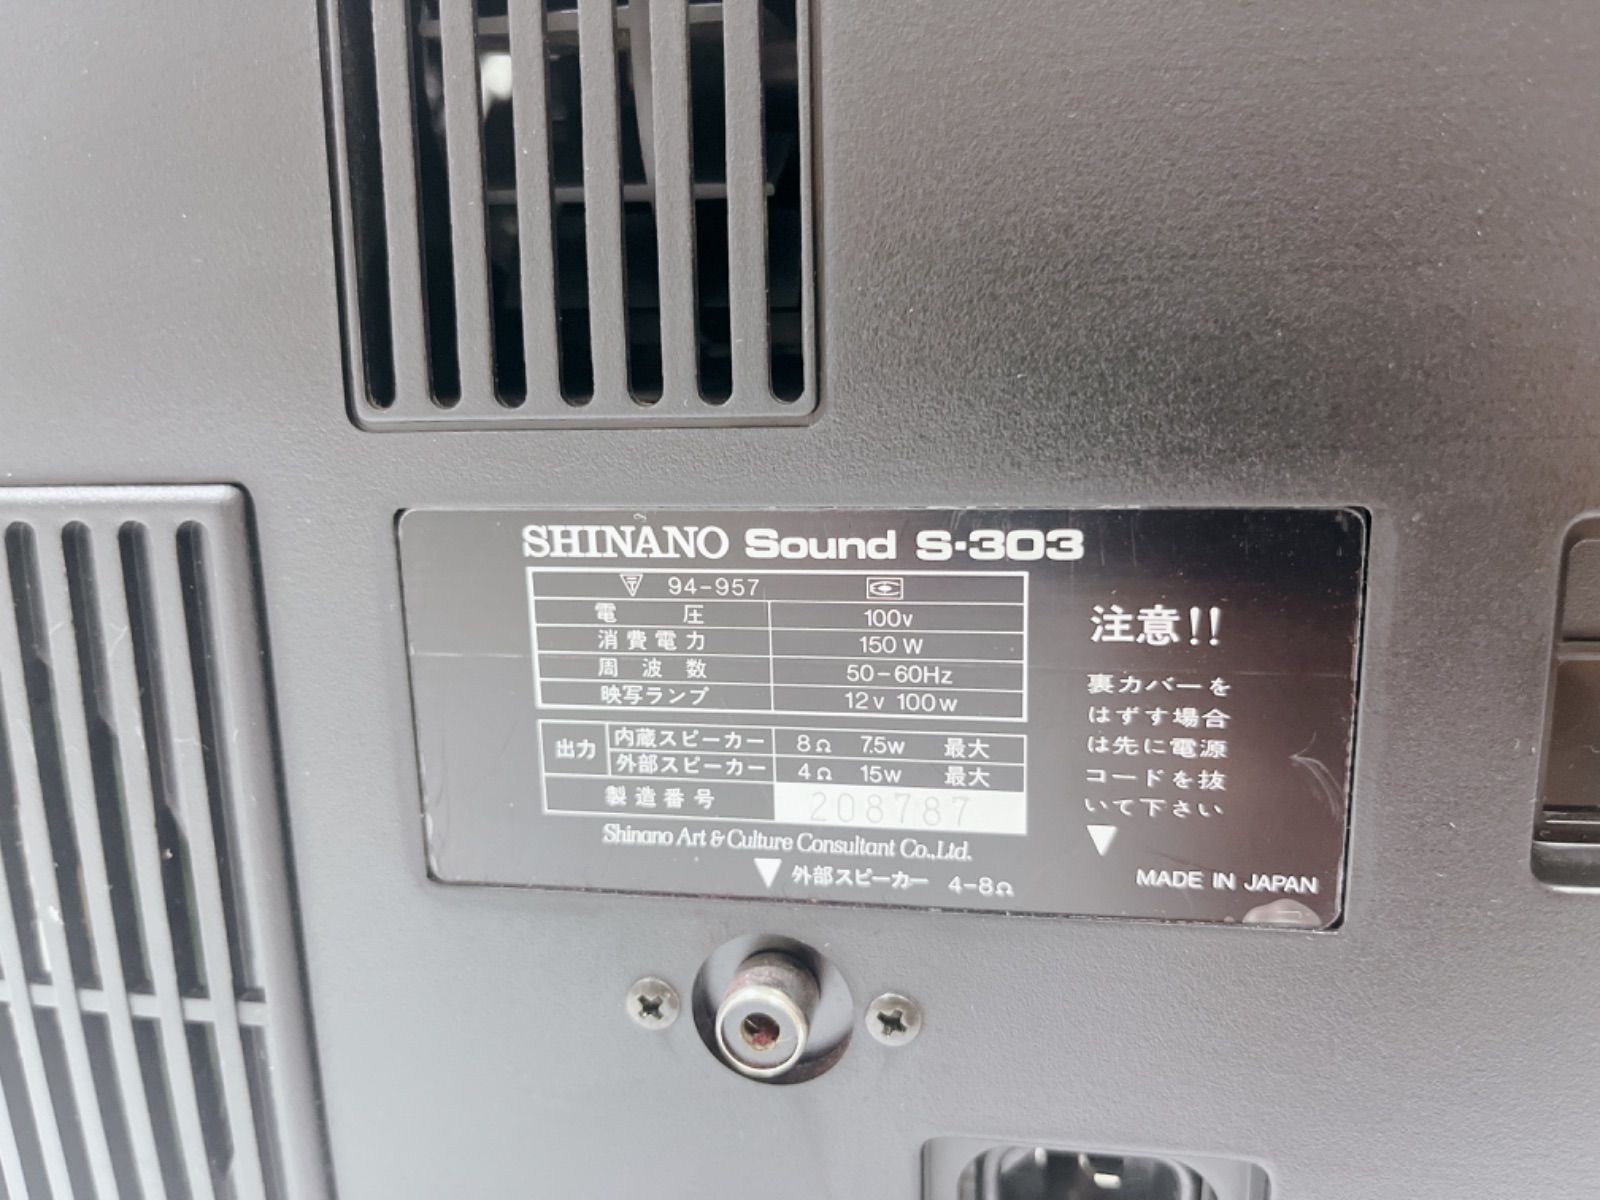 SHINANO Sound S-303
94-957
電圧 100v
消費電力 150W
周波数 50-60Hz
映写ランプ 12v 100w
出力 内蔵スピーカー 8Ω 7.5w 最大
外部スピーカー 4Ω 15w 最大
製造番号 208787
Shinano Art & Culture Consultant Co.,Ltd.
▼外部スピーカー 4-8Ω
注意!!
裏カバーを
はずす場合
は先に電源
コードを抜
いて下さい
▼
MADE IN JAPAN